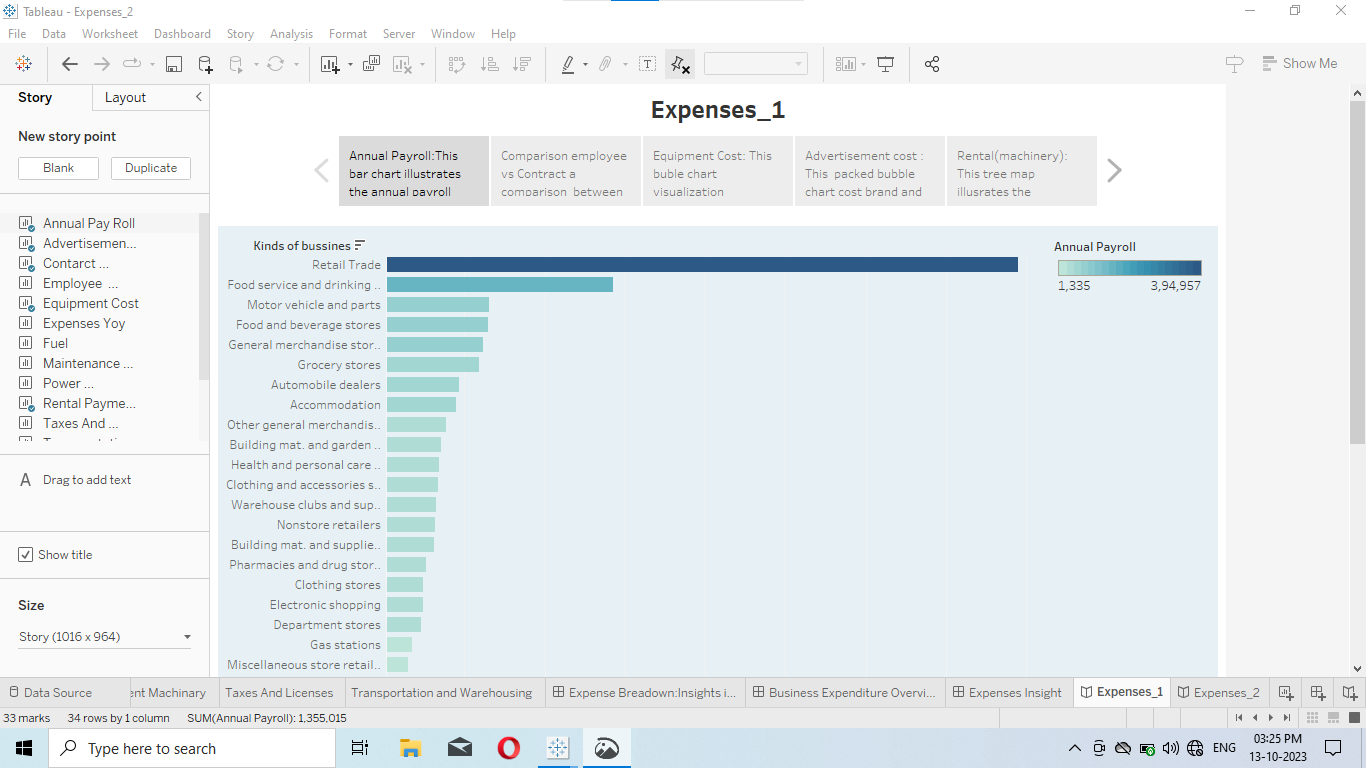 Tableau - Expenses_2
File Data Worksheet Dashboard Story Analysis Format Server Window Help
Show Me
Story Layout
New story point
Blank Duplicate
Annual Pay Roll
Advertisemen...
Contarct ...
Employee ...
Equipment Cost
Expenses Yoy
Fuel
Maintenance ...
Power ...
Rental Payme...
Taxes And ...
A Drag to add text
Show title
Size
Story (1016 x 964)
Expenses_1
Annual Payroll:This
bar chart illustrates
the annual payroll
Comparison employee
vs Contract a
comparison between
Equipment Cost: This
buble chart
visualization
Advertisement cost :
This packed bubble
chart cost brand and
Rental(machinery):
This tree map
illusrates the
Kinds of bussines
Retail Trade
Food service and drinking ..
Motor vehicle and parts
Food and beverage stores
General merchandise stor..
Grocery stores
Automobile dealers
Accommodation
Other general merchandis..
Building mat. and garden ..
Health and personal care ..
Clothing and accessories s..
Warehouse clubs and sup..
Nonstore retailers
Building mat. and supplie..
Pharmacies and drug stor..
Clothing stores
Electronic shopping
Department stores
Gas stations
Miscellaneous store retail..
Annual Payroll
1,335 3,94,957
Data Source ent Machinary Taxes And Licenses Transportation and Warehousing Expense Breadown:Insights i... Business Expenditure Overvi... Expenses Insight Expenses_1 Expenses_2
33 marks 34 rows by 1 column SUM(Annual Payroll): 1,355,015
Type here to search
ENG
03:25 PM
13-10-2023